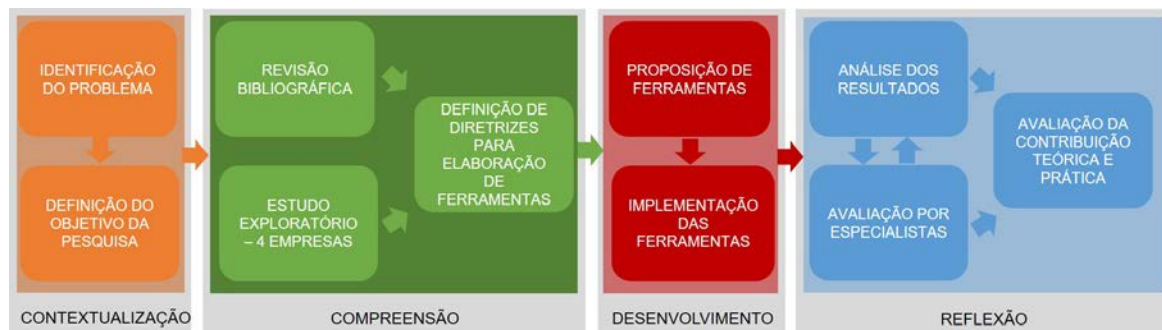 IDENTIFICAÇÃO
DO PROBLEMA
DEFINIÇÃO DO
OBJETIVO DA
PESQUISA
CONTEXTUALIZAÇÃO
REVISÃO
BIBLIOGRÁFICA
ESTUDO
EXPLORATÓRIO
– 4 EMPRESAS
DEFINIÇÃO DE
DIRETRIZES
PARA
ELABORAÇÃO
DE
FERRAMENTAS
COMPREENSÃO
PROPOSIÇÃO DE
FERRAMENTAS
IMPLEMENTAÇÃO
DAS
FERRAMENTAS
DESENVOLVIMENTO
ANÁLISE DOS
RESULTADOS
AVALIAÇÃO POR
ESPECIALISTAS
AVALIAÇÃO DA
CONTRIBUIÇÃO
TEÓRICA E
PRÁTICA
REFLEXÃO